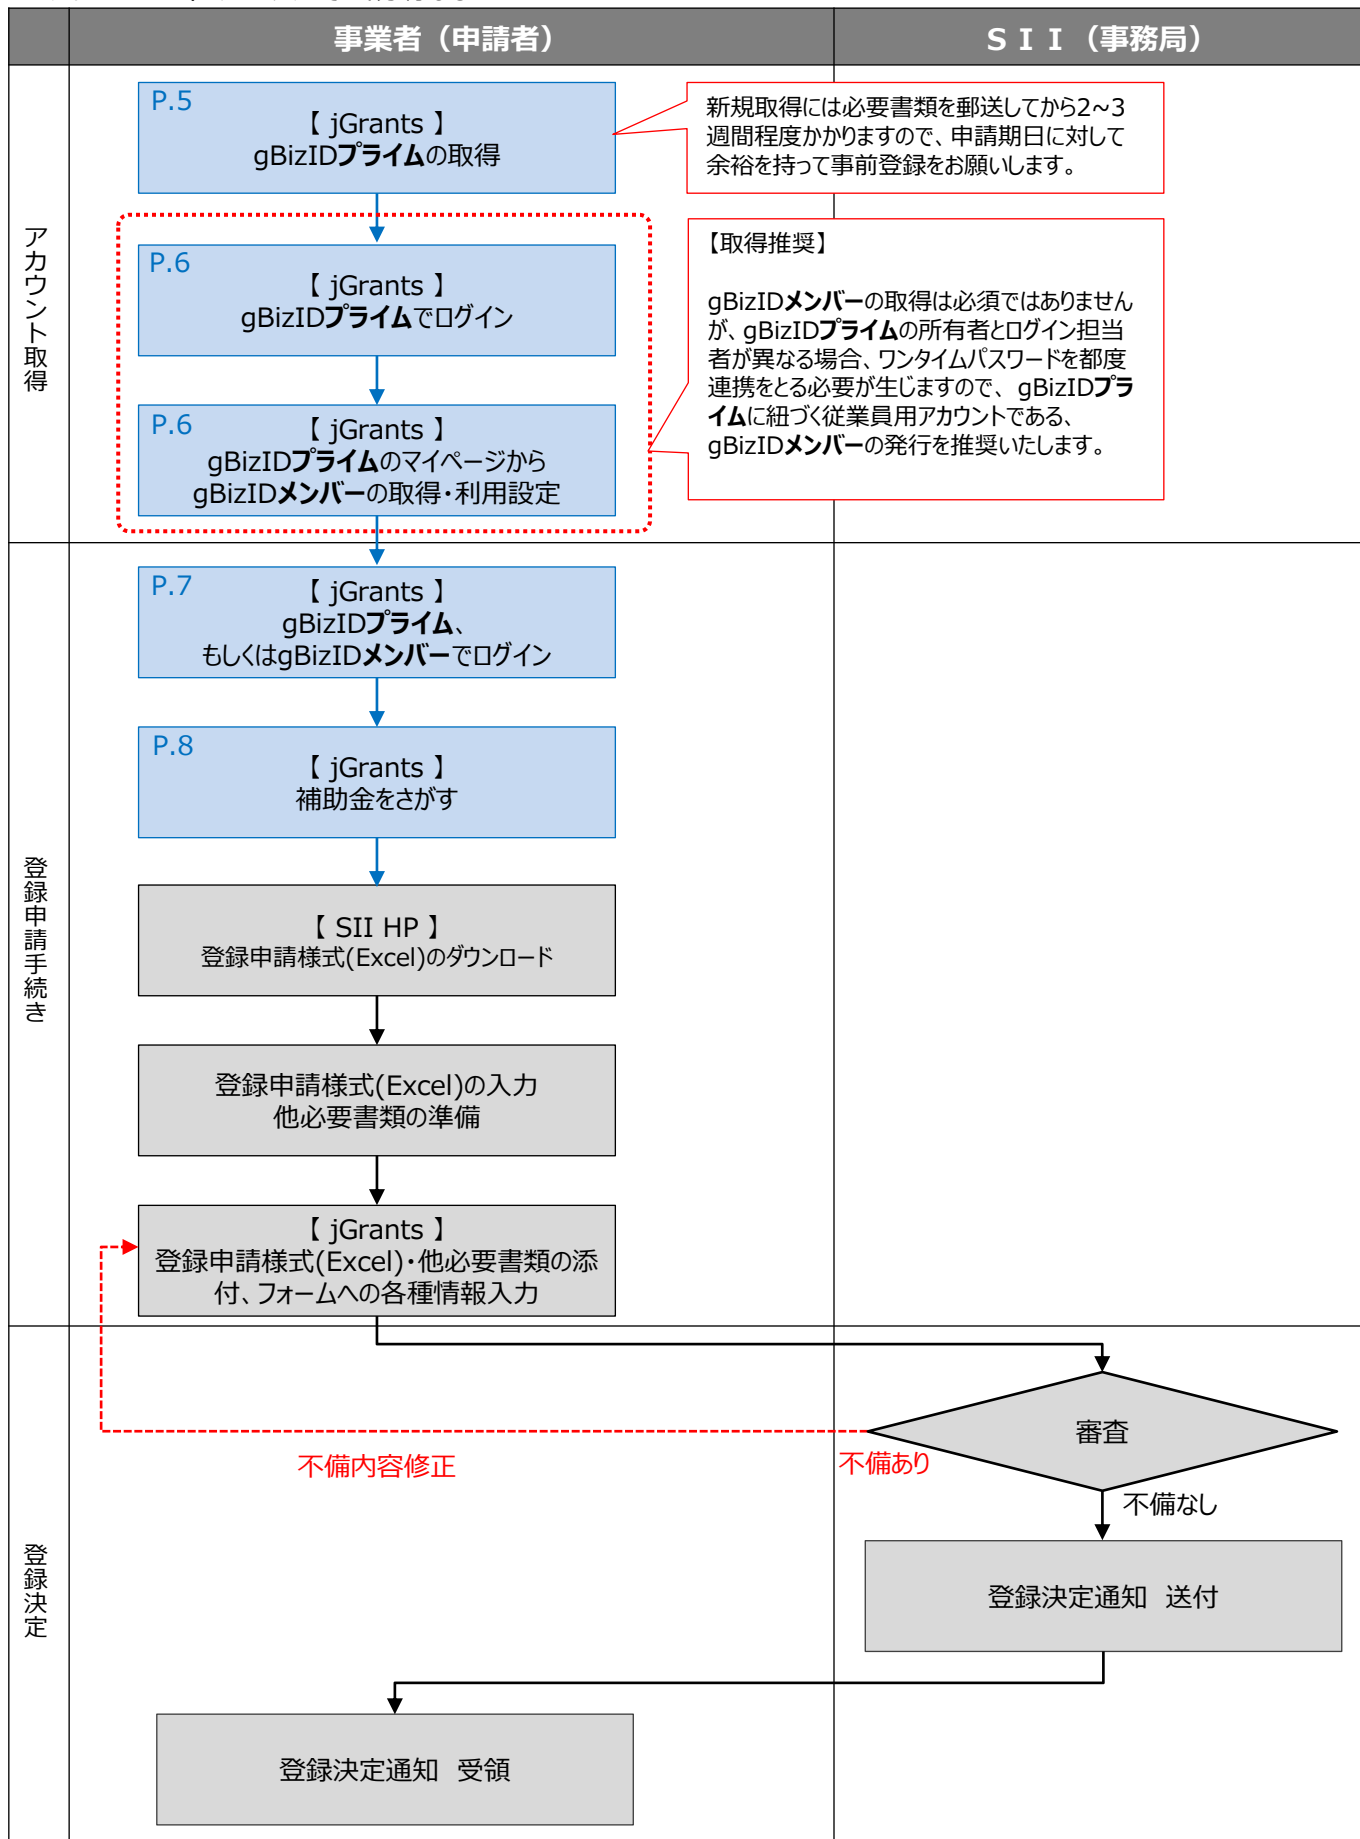 事業者（申請者）
ＳＩＩ（事務局）
アカウント取得
P.5
【 jGrants 】
gBizIDプライムの取得
新規取得には必要書類を郵送してから2~3
週間程度かかりますので、申請期日に対して
余裕を持って事前登録をお願いします。
P.6
【 jGrants 】
gBizIDプライムでログイン
【取得推奨】
gBizIDメンバーの取得は必須ではありません
が、gBizIDプライムの所有者とログイン担当
者が異なる場合、ワンタイムパスワードを都度
連携をとる必要が生じますので、 gBizIDプラ
イムに紐づく従業員用アカウントである、
gBizIDメンバーの発行を推奨いたします。
P.6
【 jGrants 】
gBizIDプライムのマイページから
gBizIDメンバーの取得・利用設定
登録申請手続き
P.7
【 jGrants 】
gBizIDプライム、
もしくはgBizIDメンバーでログイン
P.8
【 jGrants 】
補助金をさがす
【 SII HP 】
登録申請様式(Excel)のダウンロード
登録申請様式(Excel)の入力
他必要書類の準備
【 jGrants 】
登録申請様式(Excel)・他必要書類の添
付、フォームへの各種情報入力
登録決定
審査
不備内容修正
不備あり
不備なし
登録決定通知　送付
登録決定通知　受領